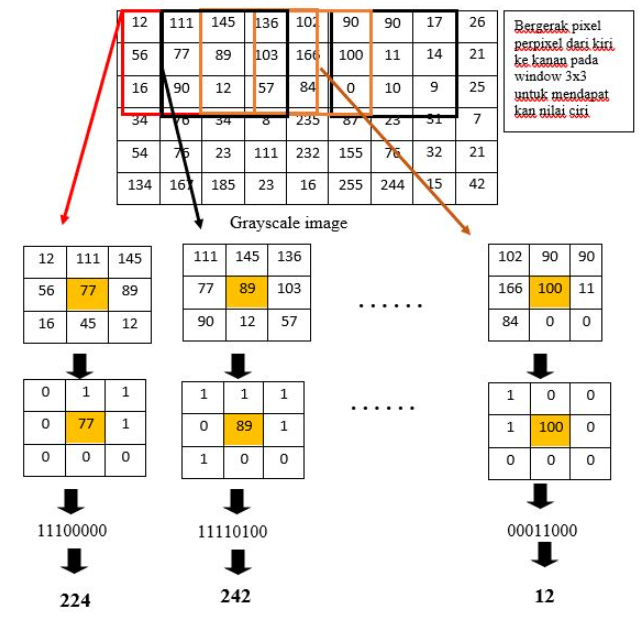 12 111 145 136 102 90 90 17 26
56 77 89 103 166 100 11 14 21
16 90 12 57 84 0 10 9 25
34 76 34 8 235 87 23 51 7
54 75 23 111 232 155 76 32 21
134 167 185 23 16 255 244 15 42
Bergerak pixel
perpixel dari kiri
ke kanan pada
window 3x3
untuk mendapat
kan nilai ciri
Grayscale image
12 111 145
56 77 89
16 45 12
111 145 136
77 89 103
90 12 57
......
102 90 90
166 100 11
84 0 0
0 1 1
0 77 1
0 0 0
1 1 1
0 89 1
1 0 0
......
1 0 0
1 100 0
0 0 0
11100000
11110100
00011000
224
242
12